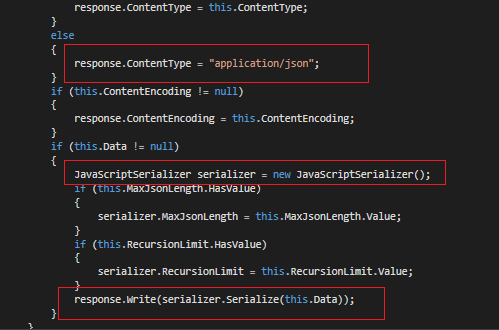 response.ContentType = this.ContentType;
}
else
{
response.ContentType = "application/json";
}
if (this.ContentEncoding != null)
{
response.ContentEncoding = this.ContentEncoding;
}
if (this.Data != null)
{
JavaScriptSerializer serializer = new JavaScriptSerializer();
if (this.MaxJsonLength.HasValue)
{
serializer.MaxJsonLength = this.MaxJsonLength.Value;
}
if (this.RecursionLimit.HasValue)
{
serializer.RecursionLimit = this.RecursionLimit.Value;
}
response.Write(serializer.Serialize(this.Data));
}
}